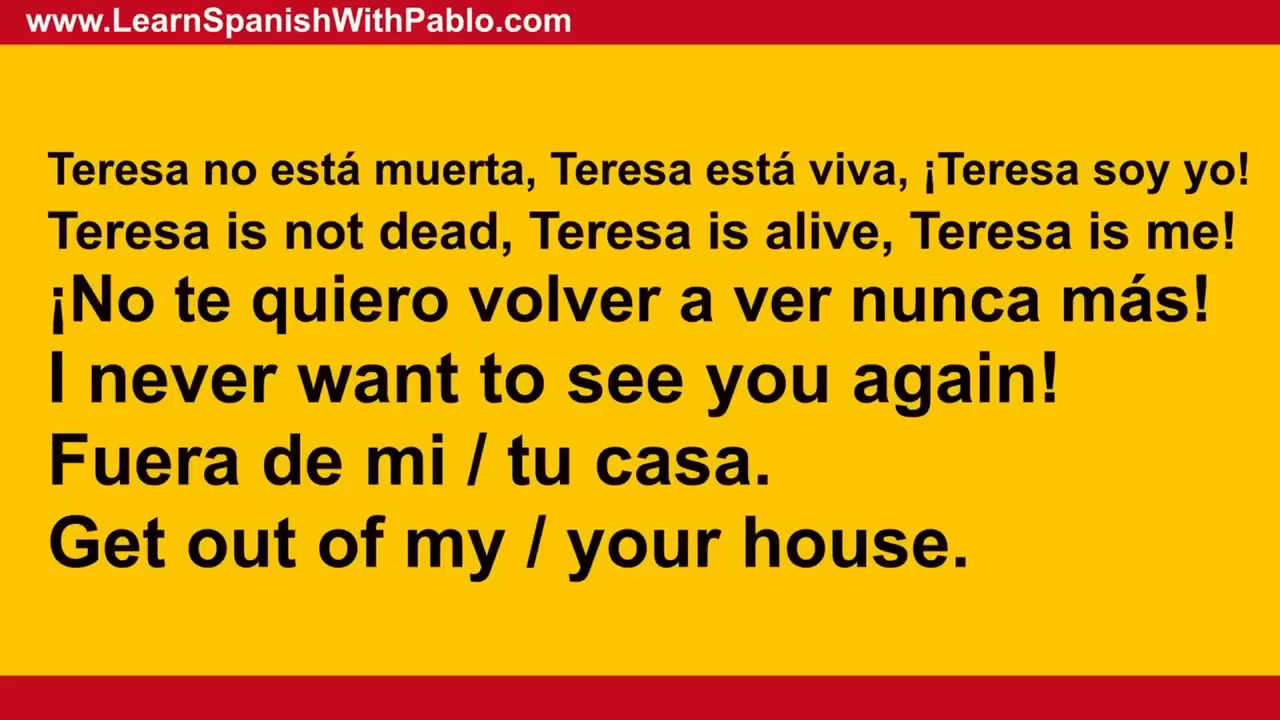 www.LearnSpanishWithPablo.com
Teresa no está muerta, Teresa está viva, ¡Teresa soy yo!
Teresa is not dead, Teresa is alive, Teresa is me!
¡No te quiero volver a ver nunca más!
I never want to see you again!
Fuera de mi / tu casa.
Get out of my / your house.